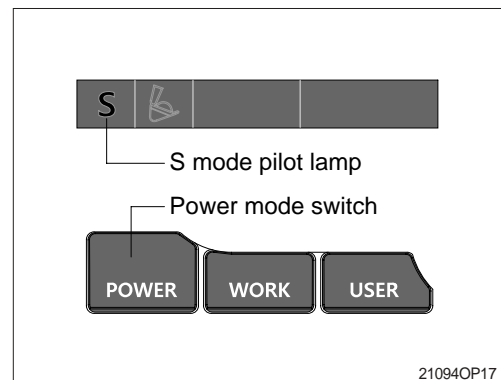 S
S mode pilot lamp
Power mode switch
POWER WORK USER
21094OP17